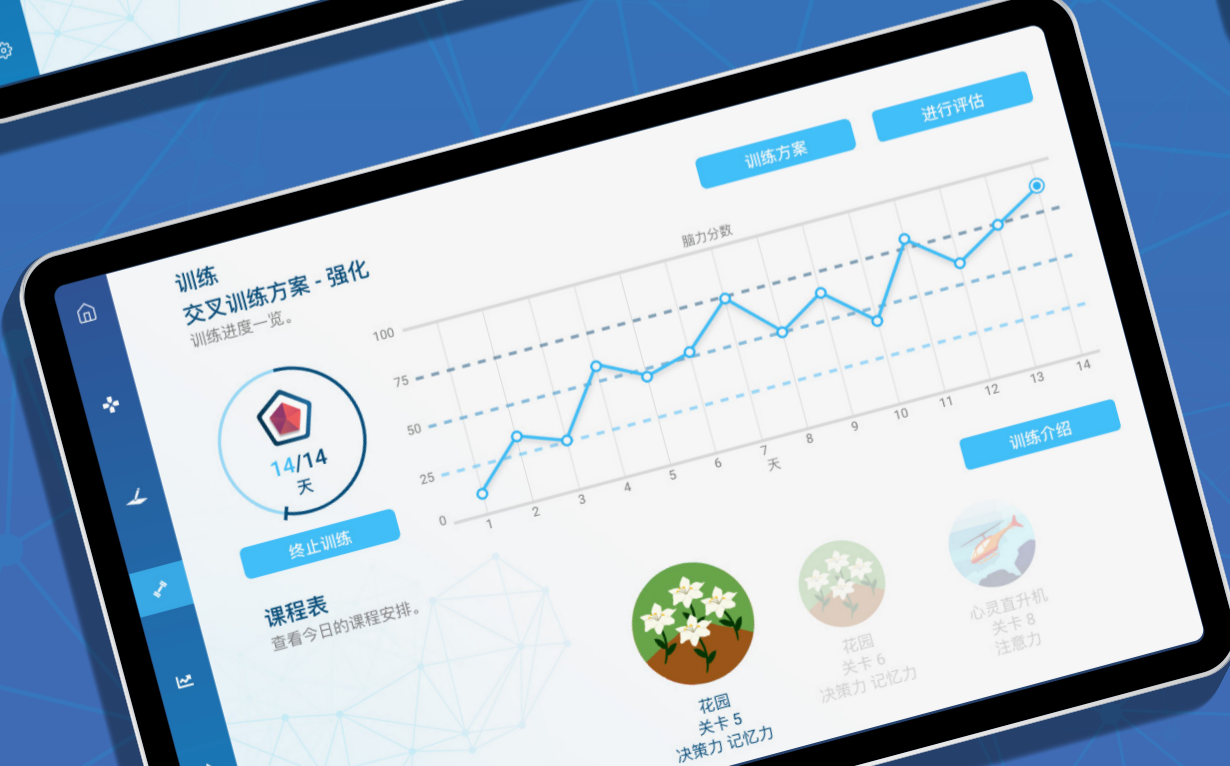 进行评估
训练方案
训练
交叉训练方案 - 强化
训练进度一览。
脑力分数
100
75
50
25
0
1
2
3
4
5
6
7
8
9
10
11
12
13
14
天
14/14
天
终止训练
训练介绍
课程表
查看今日的课程安排。
花园
关卡 5
决策力 记忆力
花园
关卡 6
决策力 记忆力
心灵直升机
关卡 8
注意力